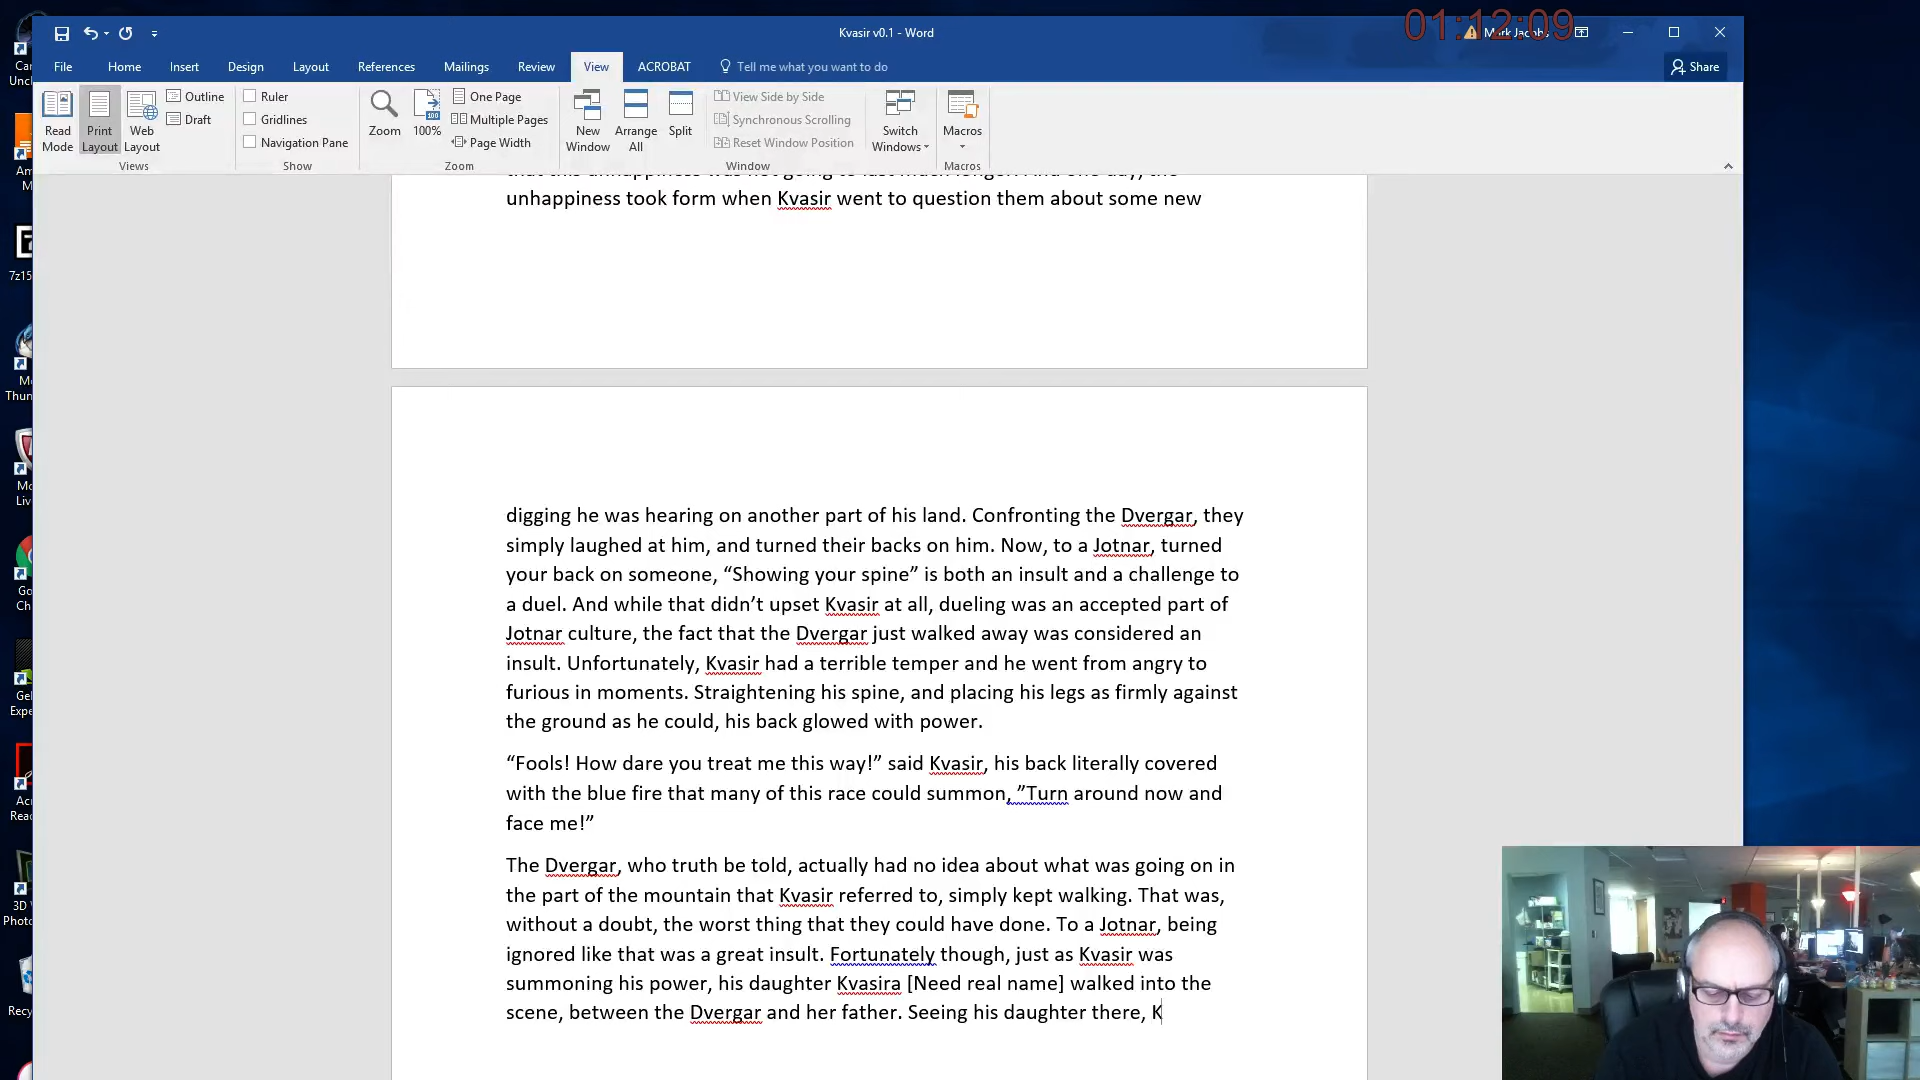 01:12:09
Kvasir v0.1 - Word
Mark Jacobs
File Home Insert Design Layout References Mailings Review View ACROBAT Tell me what you want to do Share
Read Mode
Print Layout
Web Layout
Outline
Draft
Views
Ruler
Gridlines
Navigation Pane
Show
Zoom
100%
One Page
Multiple Pages
Page Width
Zoom
New Window
Arrange All
Split
View Side by Side
Synchronous Scrolling
Reset Window Position
Window
Switch Windows
Macros
Macros
that this unhappiness was not going to last much longer. And one day, the
unhappiness took form when Kvasir went to question them about some new
digging he was hearing on another part of his land. Confronting the Dvergar, they
simply laughed at him, and turned their backs on him. Now, to a Jotnar, turned
your back on someone, “Showing your spine” is both an insult and a challenge to
a duel. And while that didn’t upset Kvasir at all, dueling was an accepted part of
Jotnar culture, the fact that the Dvergar just walked away was considered an
insult. Unfortunately, Kvasir had a terrible temper and he went from angry to
furious in moments. Straightening his spine, and placing his legs as firmly against
the ground as he could, his back glowed with power.
“Fools! How dare you treat me this way!” said Kvasir, his back literally covered
with the blue fire that many of this race could summon, ”Turn around now and
face me!”
The Dvergar, who truth be told, actually had no idea about what was going on in
the part of the mountain that Kvasir referred to, simply kept walking. That was,
without a doubt, the worst thing that they could have done. To a Jotnar, being
ignored like that was a great insult. Fortunately though, just as Kvasir was
summoning his power, his daughter Kvasira [Need real name] walked into the
scene, between the Dvergar and her father. Seeing his daughter there, K